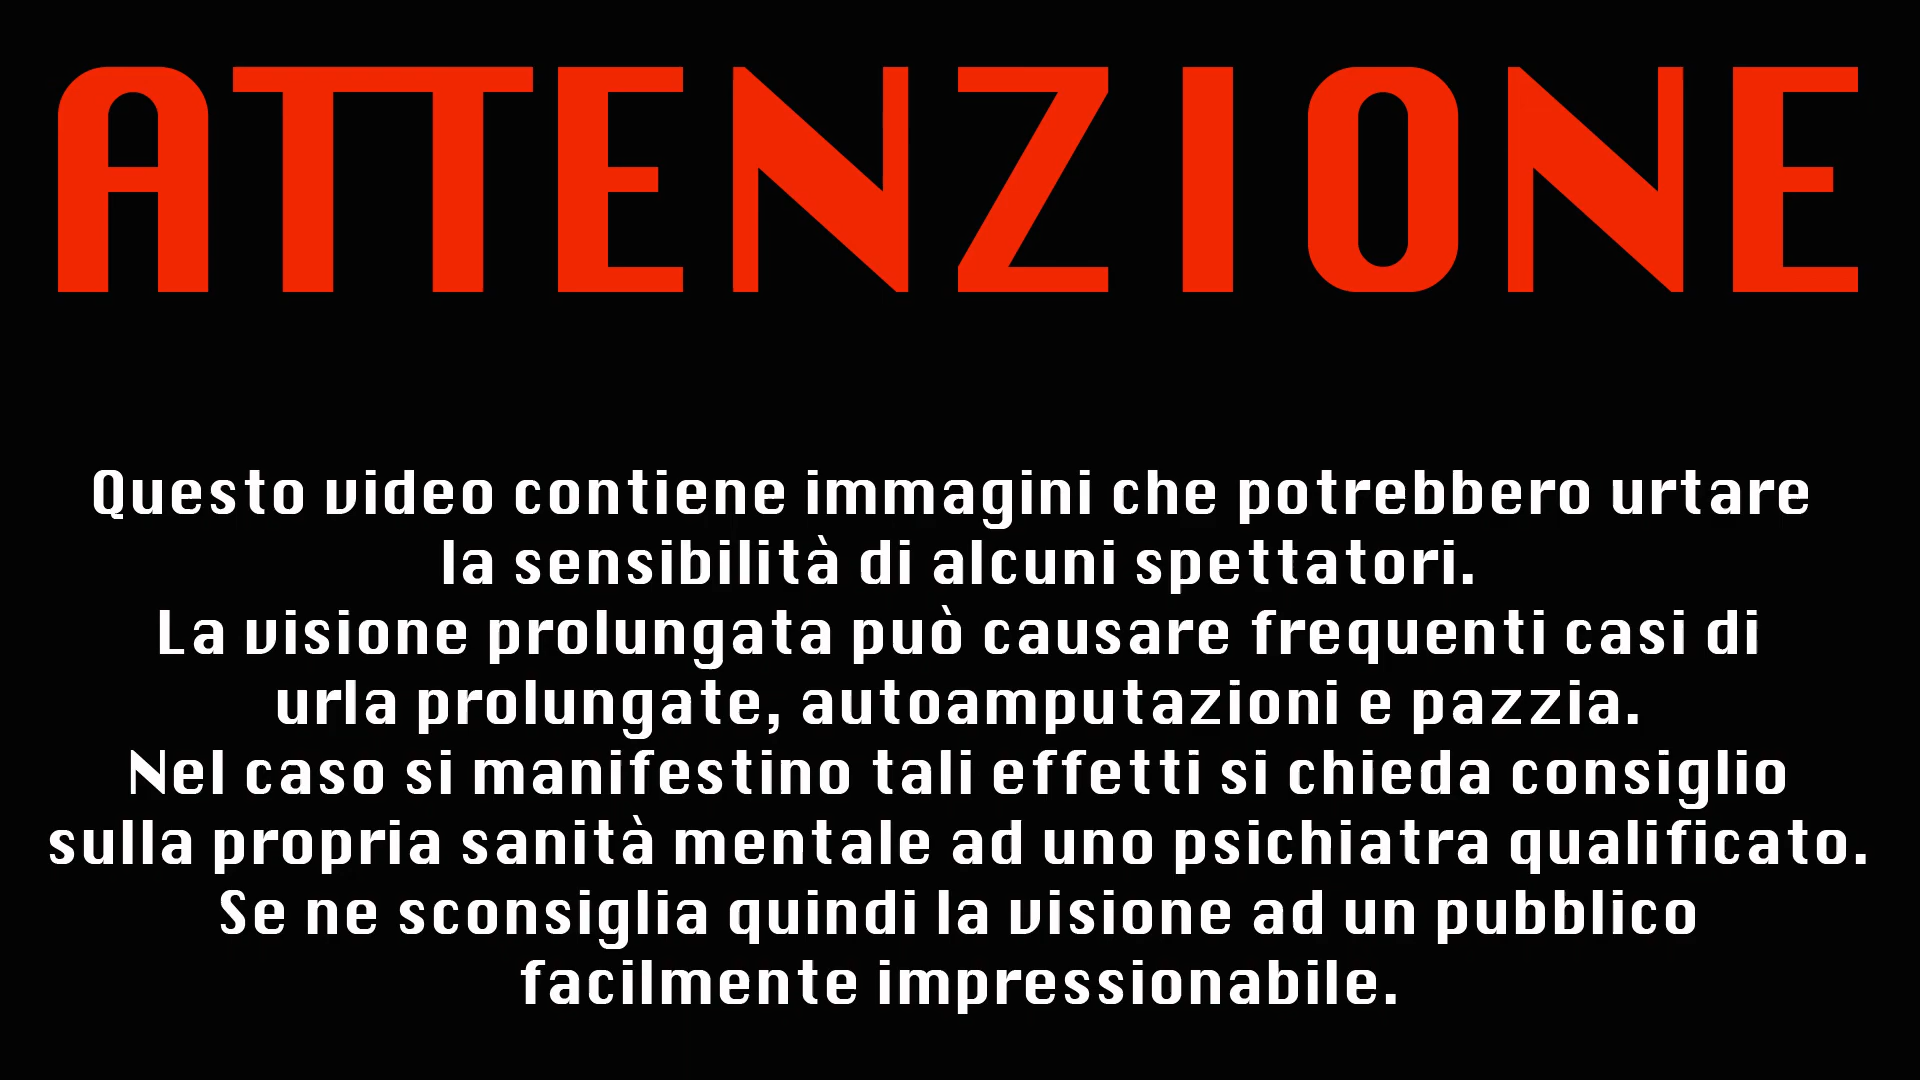 ATTENZIONE
Questo video contiene immagini che potrebbero urtare
la sensibilità di alcuni spettatori.
La visione prolungata può causare frequenti casi di
urla prolungate, autoamputazioni e pazzia.
Nel caso si manifestino tali effetti si chieda consiglio
sulla propria sanità mentale ad uno psichiatra qualificato.
Se ne sconsiglia quindi la visione ad un pubblico
facilmente impressionabile.